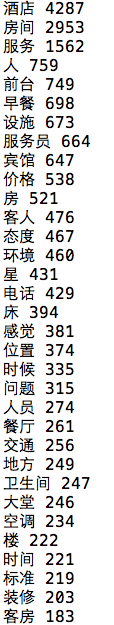 酒店 4287
房间 2953
服务 1562
人 759
前台 749
早餐 698
设施 673
服务员 664
宾馆 647
价格 538
房 521
客人 476
态度 467
环境 460
星 431
电话 429
床 394
感觉 381
位置 374
时候 335
问题 315
人员 274
餐厅 261
交通 256
地方 249
卫生间 247
大堂 246
空调 234
楼 222
时间 221
标准 219
装修 203
客房 183